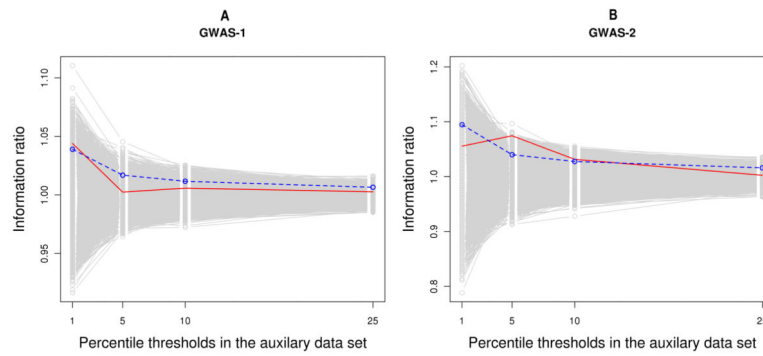 A
GWAS-1
Information ratio
1.10
1.05
1.00
0.95
1
5
10
25
Percentile thresholds in the auxilary data set
B
GWAS-2
Information ratio
1.2
1.1
1.0
0.9
0.8
1
5
10
2
Percentile thresholds in the auxilary data set